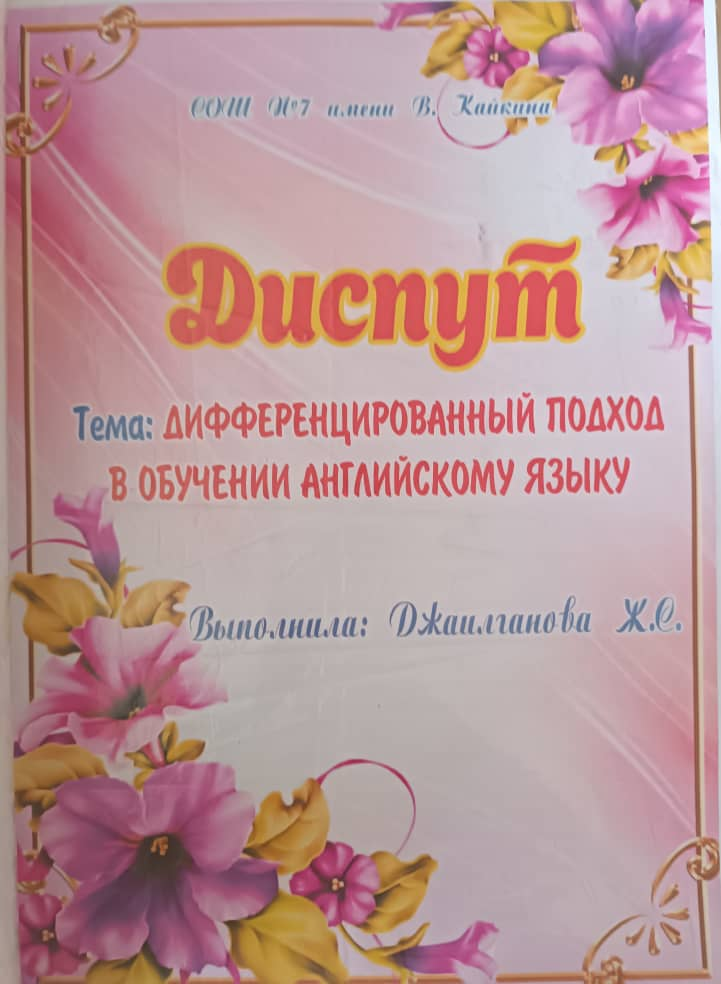 СОШ №7 имени В. Кайкина
Диспут
Тема: ДИФФЕРЕНЦИРОВАННЫЙ ПОДХОД
В ОБУЧЕНИИ АНГЛИЙСКОМУ ЯЗЫКУ
Выполнила: Джаилганова Ж.С.